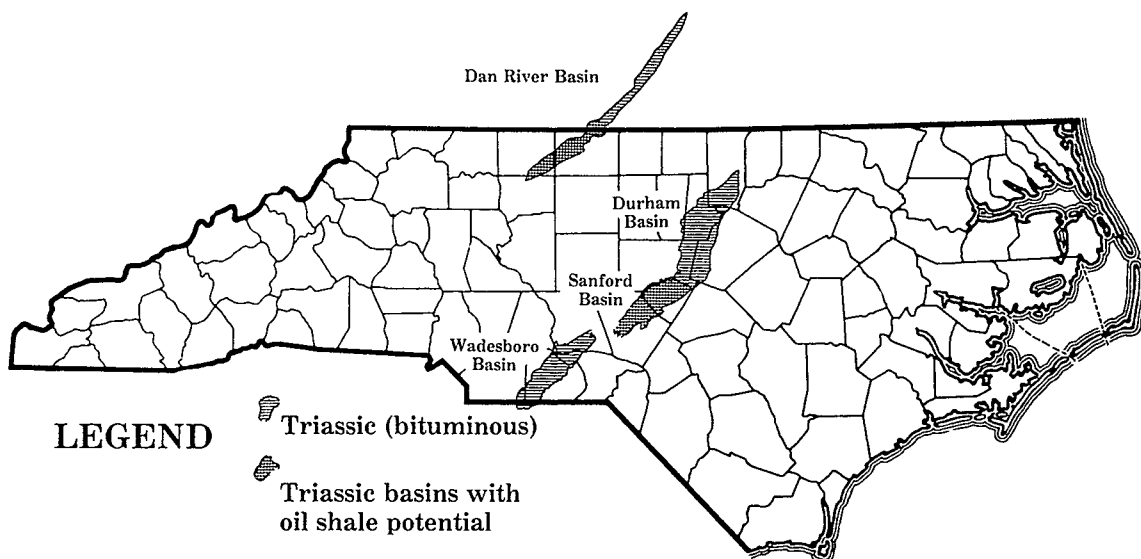 Dan River Basin
Durham
Basin
Sanford
Basin
Wadesboro
Basin
LEGEND
Triassic (bituminous)
Triassic basins with
oil shale potential